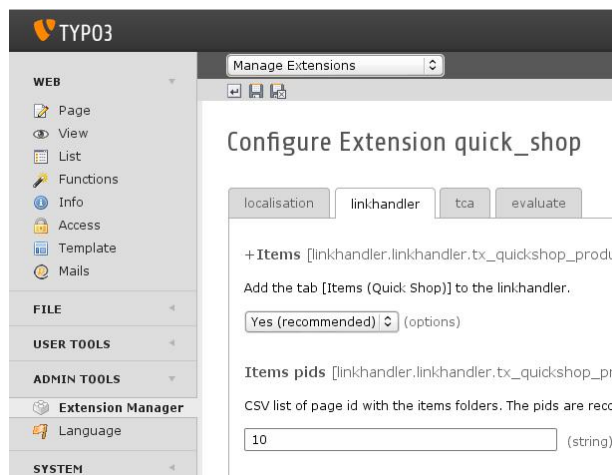 TYPO3
WEB
Page
View
List
Functions
Info
Access
Template
Mails
FILE
USER TOOLS
ADMIN TOOLS
Extension Manager
Language
SYSTEM
Manage Extensions
Configure Extension quick_shop
localisation linkhandler tca evaluate
+Items [linkhandler.linkhandler.tx_quickshop_produ
Add the tab [Items (Quick Shop)] to the linkhandler.
Yes (recommended) (options)
Items pids [linkhandler.linkhandler.tx_quickshop_pr
CSV list of page id with the items folders. The pids are reco
10 (string)